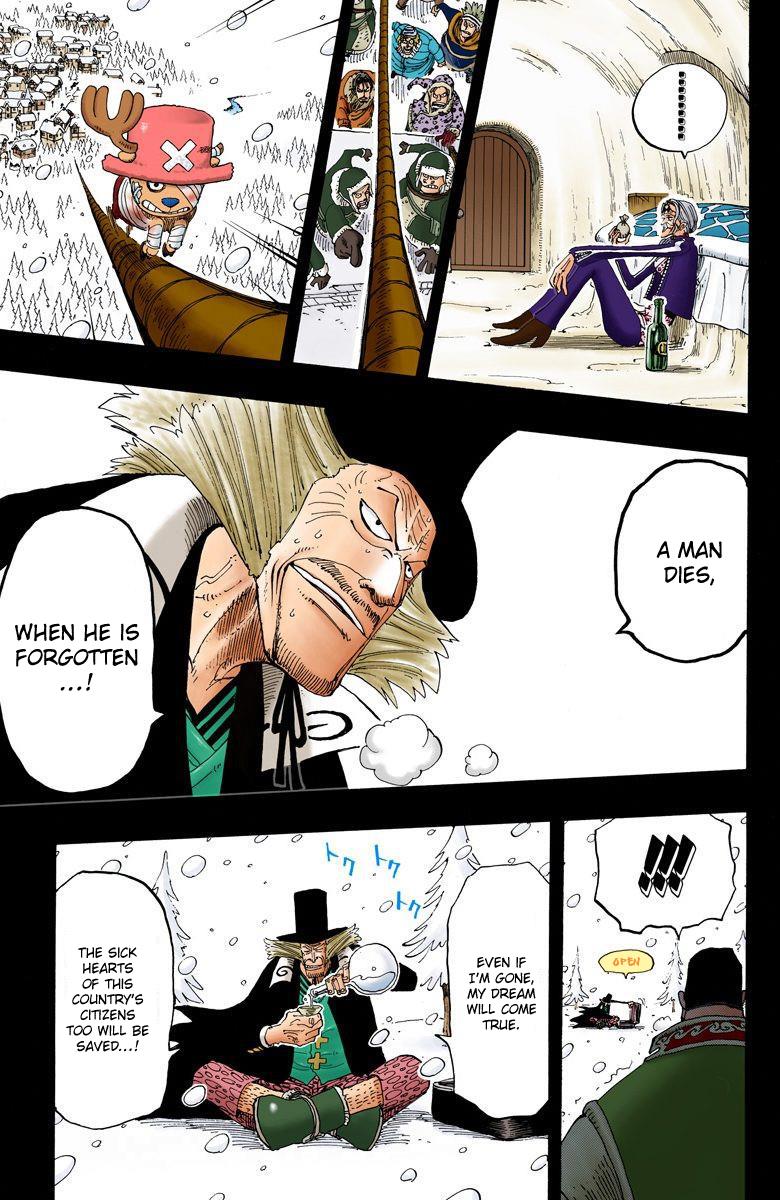 ..........
A MAN
DIES,
WHEN HE IS
FORGOTTEN
...!
!!!
OPEN
EVEN IF
I'M GONE,
MY DREAM
WILL COME
TRUE.
トク
トク
トク
THE SICK
HEARTS
OF THIS
COUNTRY'S
CITIZENS
TOO WILL BE
SAVED...!